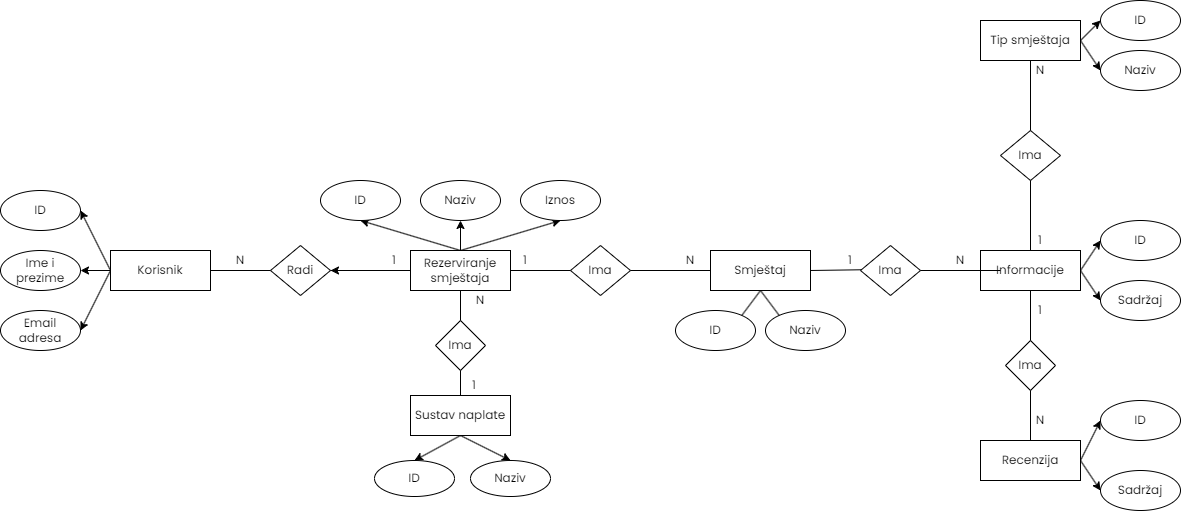 ID
Tip smještaja
N
Naziv
Ima
ID
Ime i
prezime
Email
adresa
Korisnik
N
Radi
1
ID
Naziv
Iznos
Rezerviranje
smještaja
N
Ima
1
Sustav naplate
ID
Naziv
1
Ima
N
Smještaj
ID
Naziv
1
Ima
N
1
Informacije
ID
Sadržaj
1
Ima
N
Recenzija
ID
Sadržaj